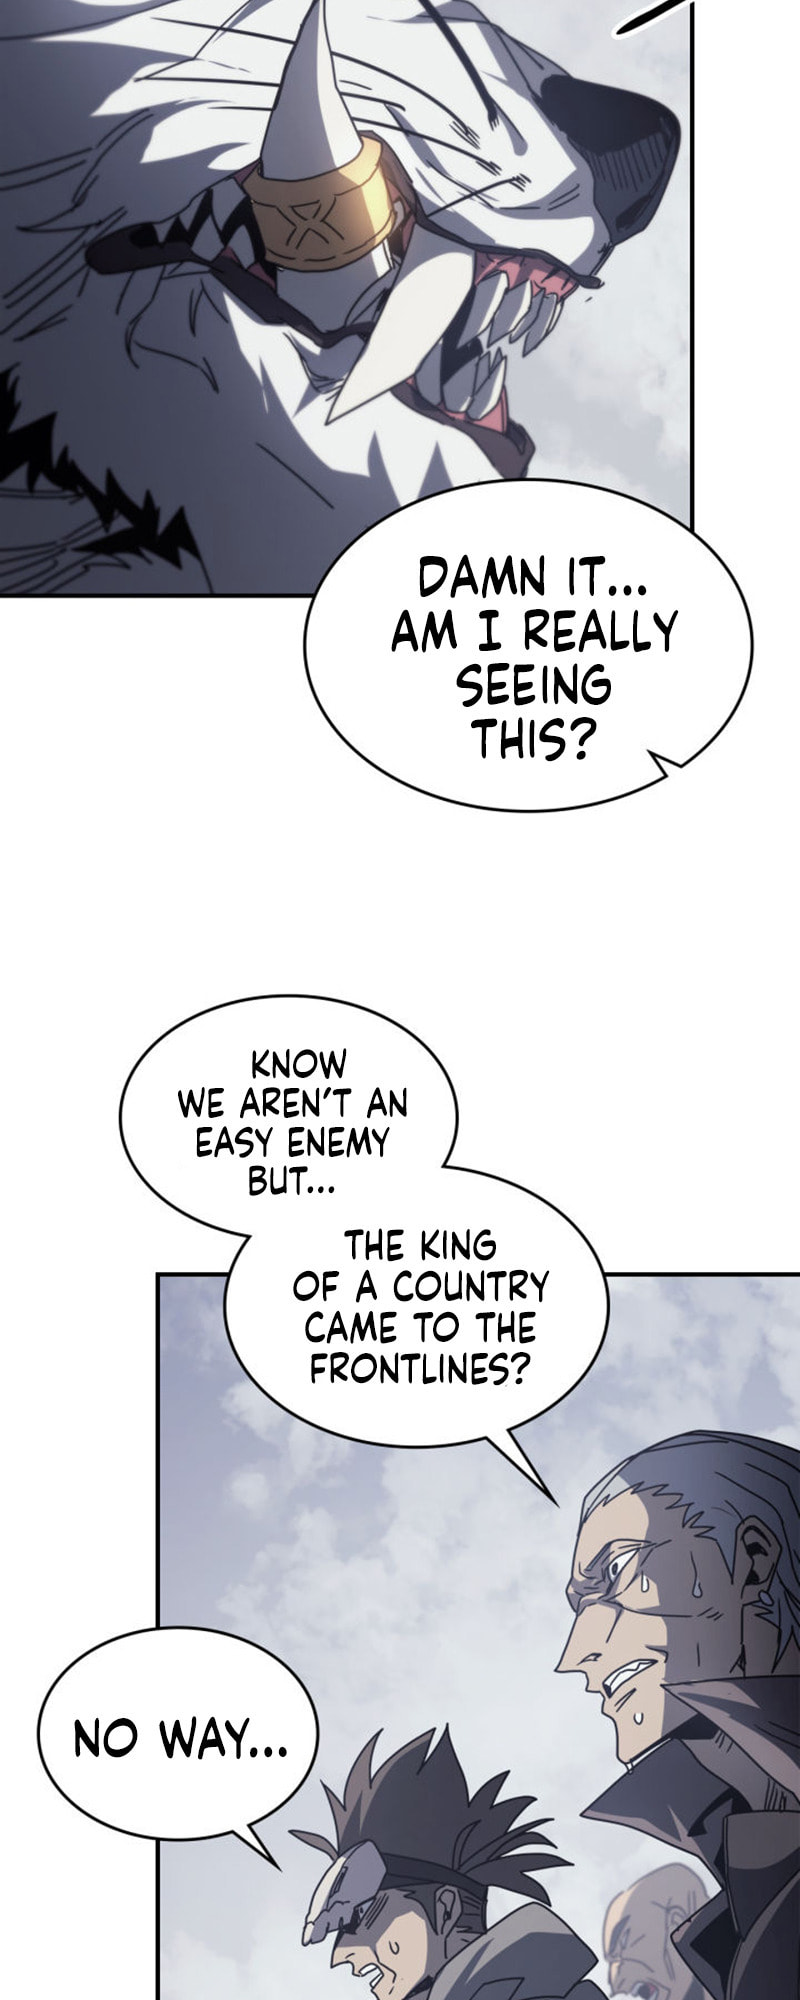 DAMN IT...
AM I REALLY
SEEING
THIS?
KNOW
WE AREN'T AN
EASY ENEMY
BUT...
THE KING
OF A COUNTRY
CAME TO THE
FRONTLINES?
NO WAY...